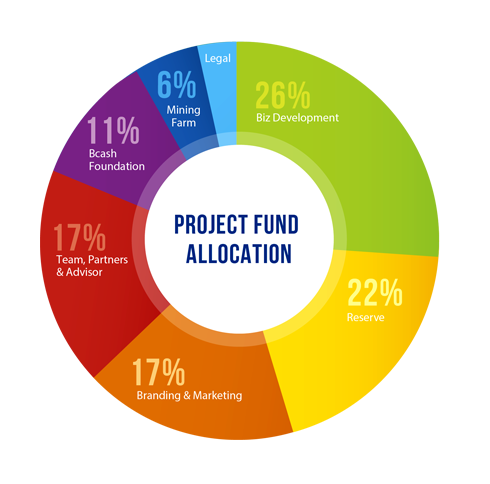 Legal
6%
Mining
Farm
26%
Biz Development
11%
Bcash
Foundation
PROJECT FUND
ALLOCATION
17%
Team, Partners
& Advisor
22%
Reserve
17%
Branding & Marketing